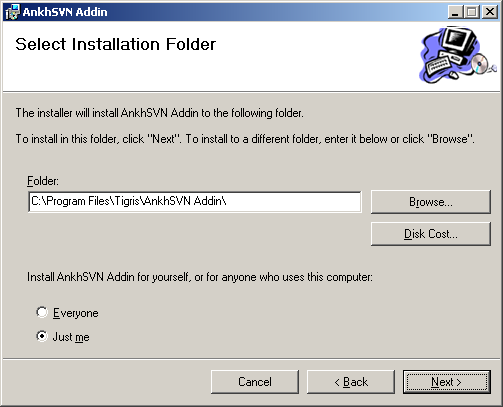 AnkhSVN Addin
Select Installation Folder
The installer will install AnkhSVN Addin to the following folder.
To install in this folder, click "Next". To install to a different folder, enter it below or click "Browse".
Folder:
C:\Program Files\Tigris\AnkhSVN Addin\
Browse...
Disk Cost...
Install AnkhSVN Addin for yourself, or for anyone who uses this computer:
Everyone
Just me
Cancel
< Back
Next >